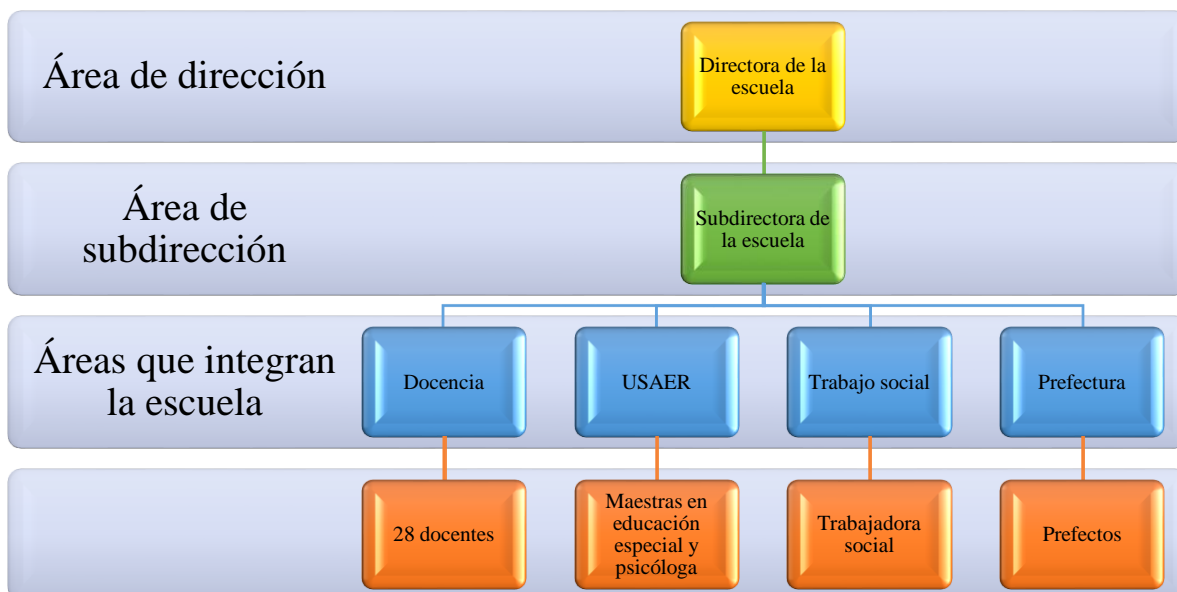 Área de dirección
Directora de la
escuela
Área de
subdirección
Subdirectora de
la escuela
Áreas que integran
la escuela
Docencia
USAER
Trabajo social
Prefectura
28 docentes
Maestras en
educación
especial y
psicóloga
Trabajadora
social
Prefectos